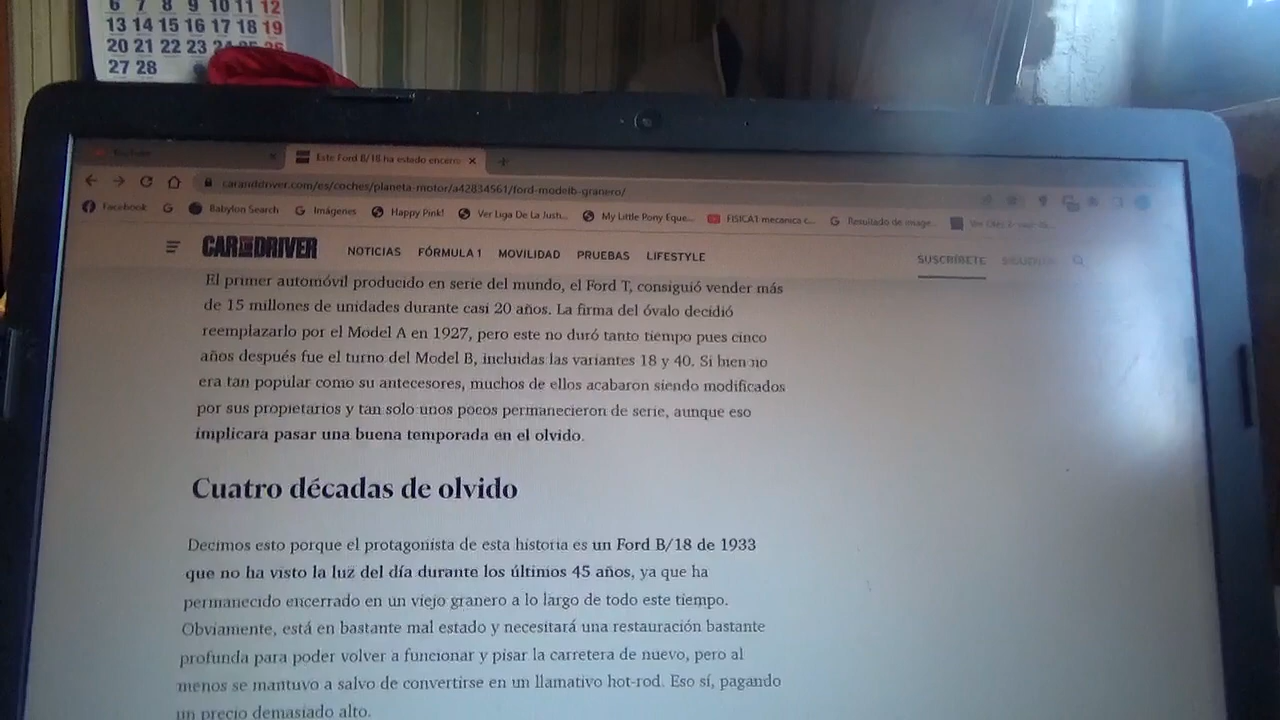 6 7 8 9 10 11 12
13 14 15 16 17 18 19
20 21 22 23 24 25 26
27 28
YouTube
Este Ford B/18 ha estado encerra
caranddriver.com/es/coches/planeta-motor/a42834561/ford-modelb-granero/
Facebook Babylon Search Imágenes Happy Pink! Ver Liga De La Justi... My Little Pony Eque... FISICA1 mecanica c... Resultado de image...
CAR AND DRIVER NOTICIAS FÓRMULA 1 MOVILIDAD PRUEBAS LIFESTYLE SUSCRÍBETE SÍGUENOS
El primer automóvil producido en serie del mundo, el Ford T, consiguió vender más
de 15 millones de unidades durante casi 20 años. La firma del óvalo decidió
reemplazarlo por el Model A en 1927, pero este no duró tanto tiempo pues cinco
años después fue el turno del Model B, incluidas las variantes 18 y 40. Si bien no
era tan popular como su antecesores, muchos de ellos acabaron siendo modificados
por sus propietarios y tan solo unos pocos permanecieron de serie, aunque eso
implicara pasar una buena temporada en el olvido.
Cuatro décadas de olvido
Decimos esto porque el protagonista de esta historia es un Ford B/18 de 1933
que no ha visto la luz del día durante los últimos 45 años, ya que ha
permanecido encerrado en un viejo granero a lo largo de todo este tiempo.
Obviamente, está en bastante mal estado y necesitará una restauración bastante
profunda para poder volver a funcionar y pisar la carretera de nuevo, pero al
menos se mantuvo a salvo de convertirse en un llamativo hot-rod. Eso sí, pagando
un precio demasiado alto.